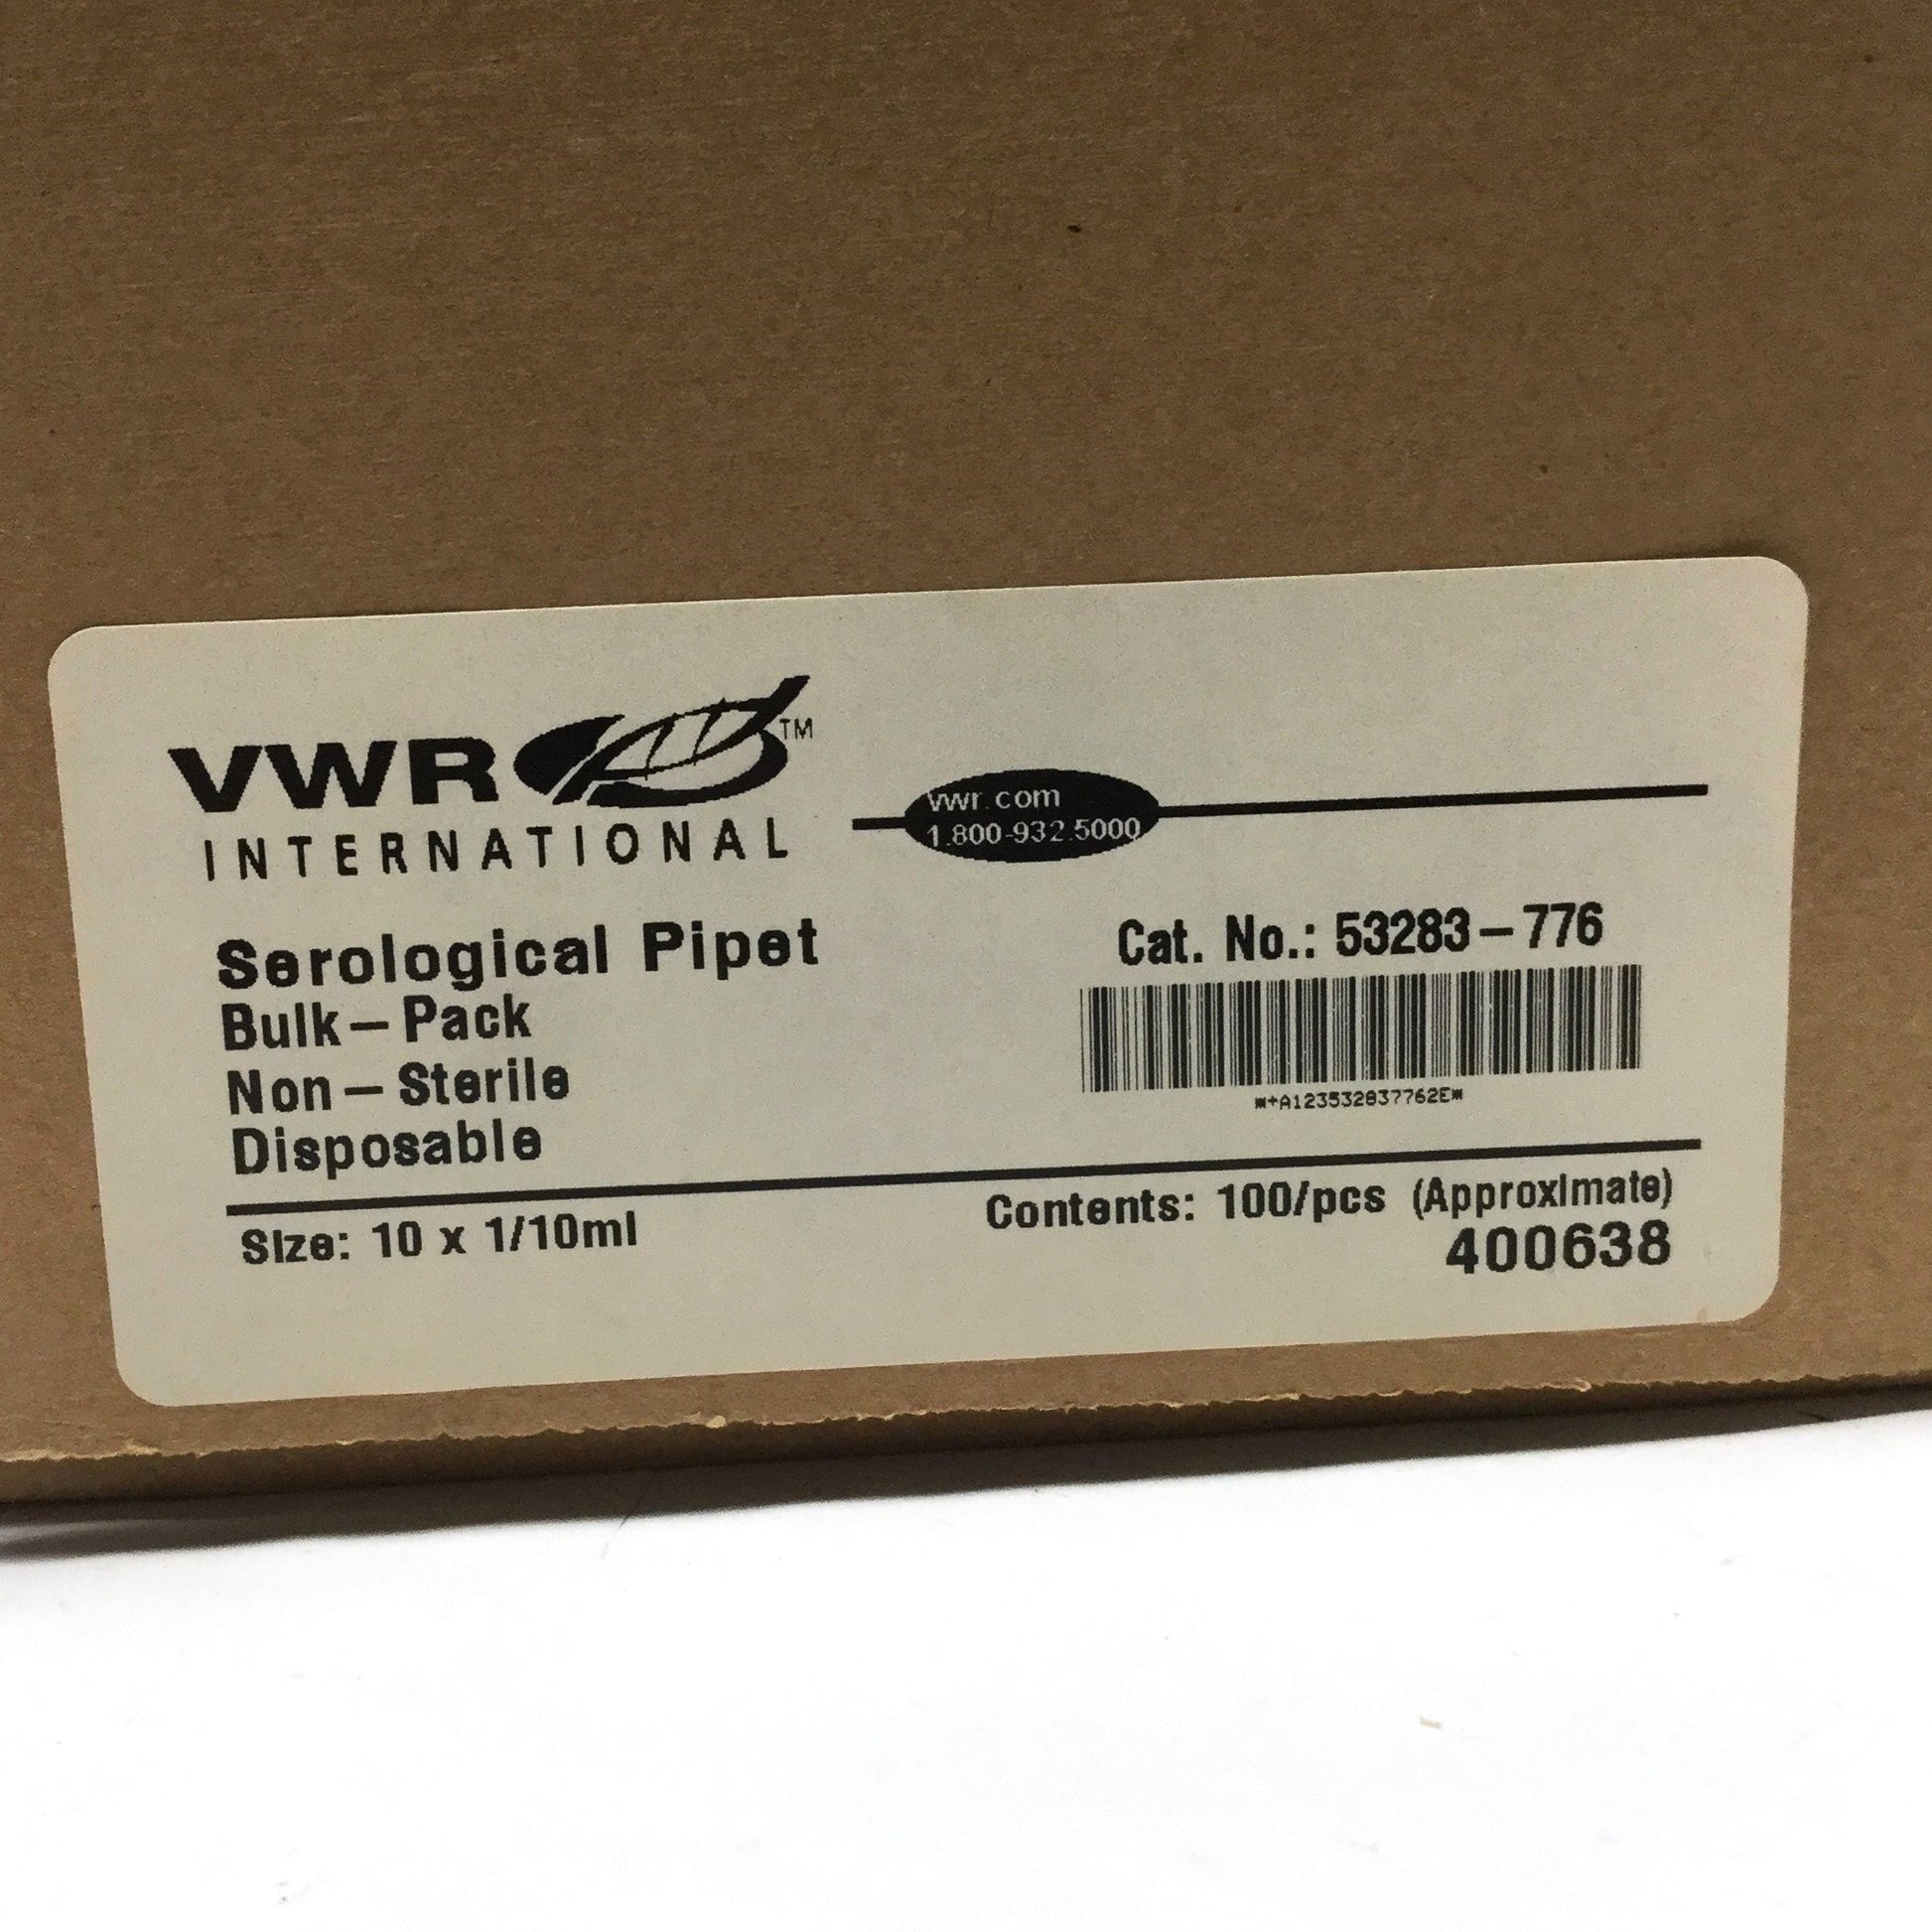 VWR™
INTERNATIONAL
vwr.com
1.800-932.5000
Serological Pipet
Bulk-Pack
Non-Sterile
Disposable
Cat. No.: 53283-776
*+A123532837762E*
Size: 10 x 1/10ml
Contents: 100/pcs (Approximate)
400638